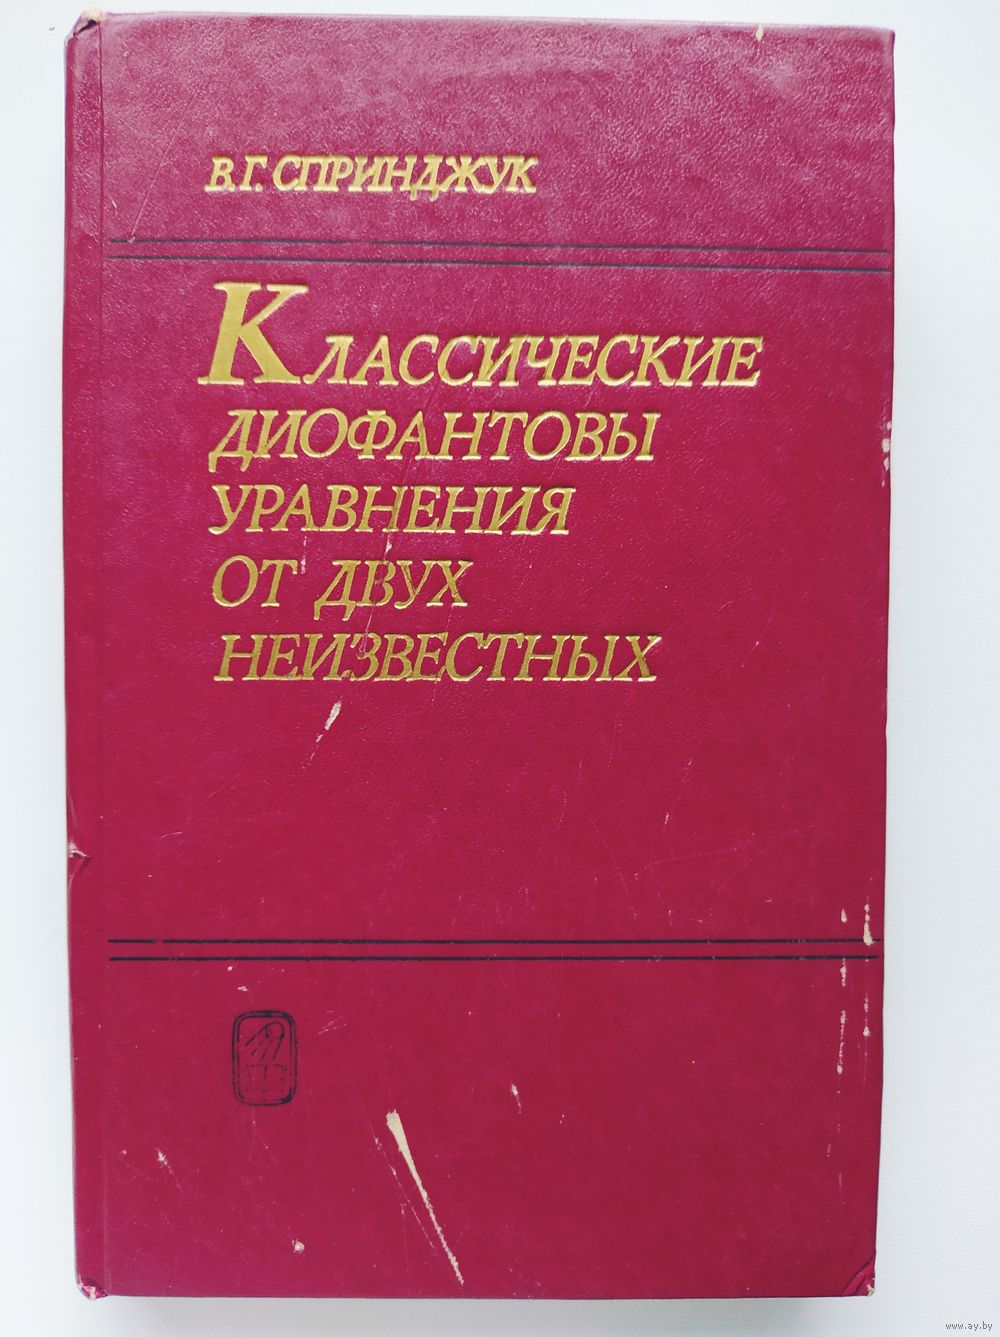 В.Г. СПРИНДЖУК
КЛАССИЧЕСКИЕ
ДИОФАНТОВЫ
УРАВНЕНИЯ
ОТ ДВУХ
НЕИЗВЕСТНЫХ
www.ay.by